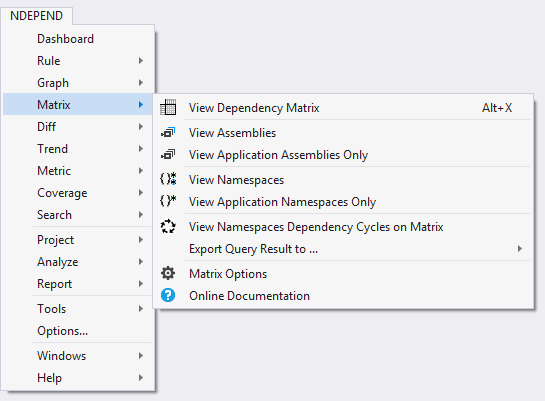 NDEPEND
Dashboard
Rule
Graph
Matrix
Diff
Trend
Metric
Coverage
Search
Project
Analyze
Report
Tools
Options...
Windows
Help
View Dependency Matrix Alt+X
View Assemblies
View Application Assemblies Only
View Namespaces
View Application Namespaces Only
View Namespaces Dependency Cycles on Matrix
Export Query Result to ...
Matrix Options
Online Documentation